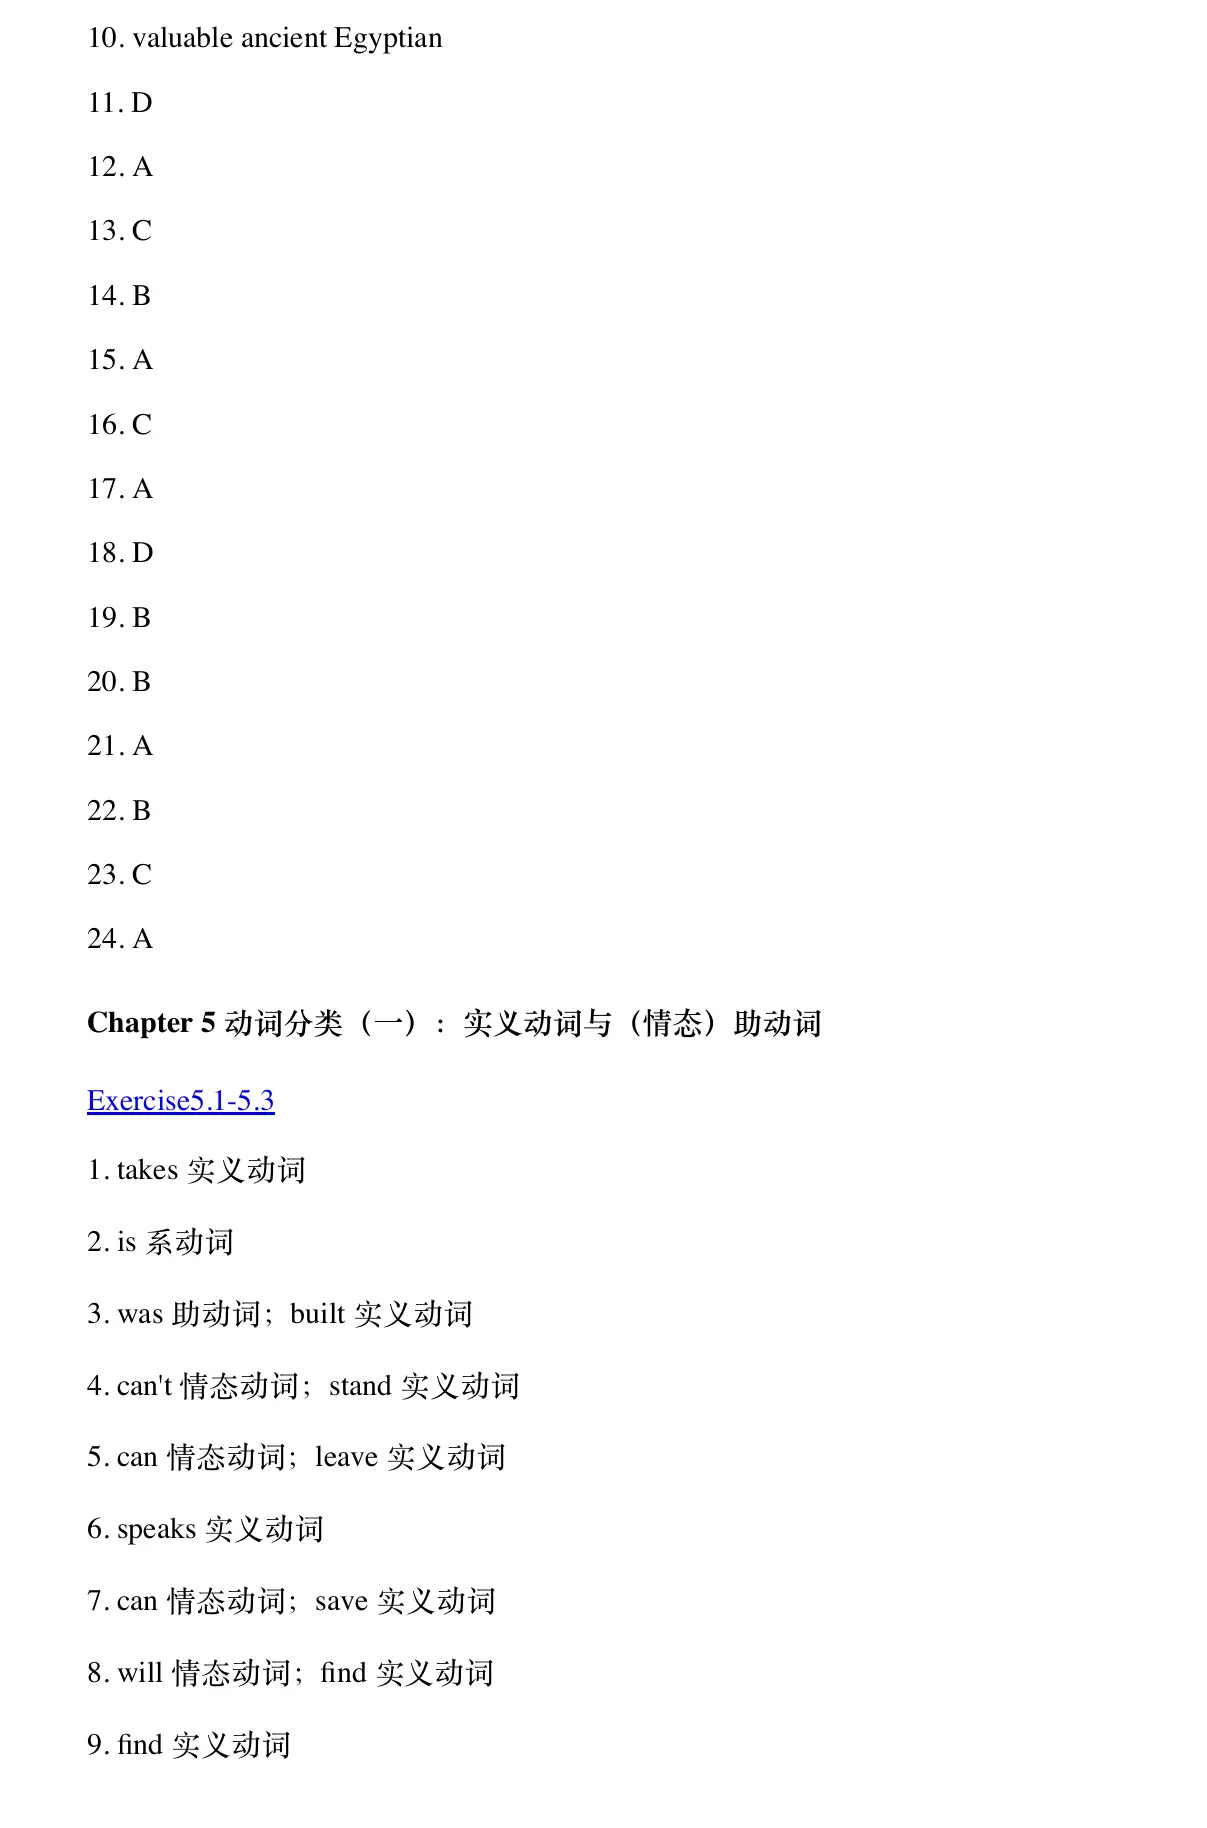 10. valuable ancient Egyptian
11. D
12. A
13. C
14. B
15. A
16. C
17. A
18. D
19. B
20. B
21. A
22. B
23. C
24. A
Chapter 5 动词分类（一）：实义动词与（情态）助动词
Exercise5.1-5.3
1. takes 实义动词
2. is 系动词
3. was 助动词；built 实义动词
4. can't 情态动词；stand 实义动词
5. can 情态动词；leave 实义动词
6. speaks 实义动词
7. can 情态动词；save 实义动词
8. will 情态动词；find 实义动词
9. find 实义动词